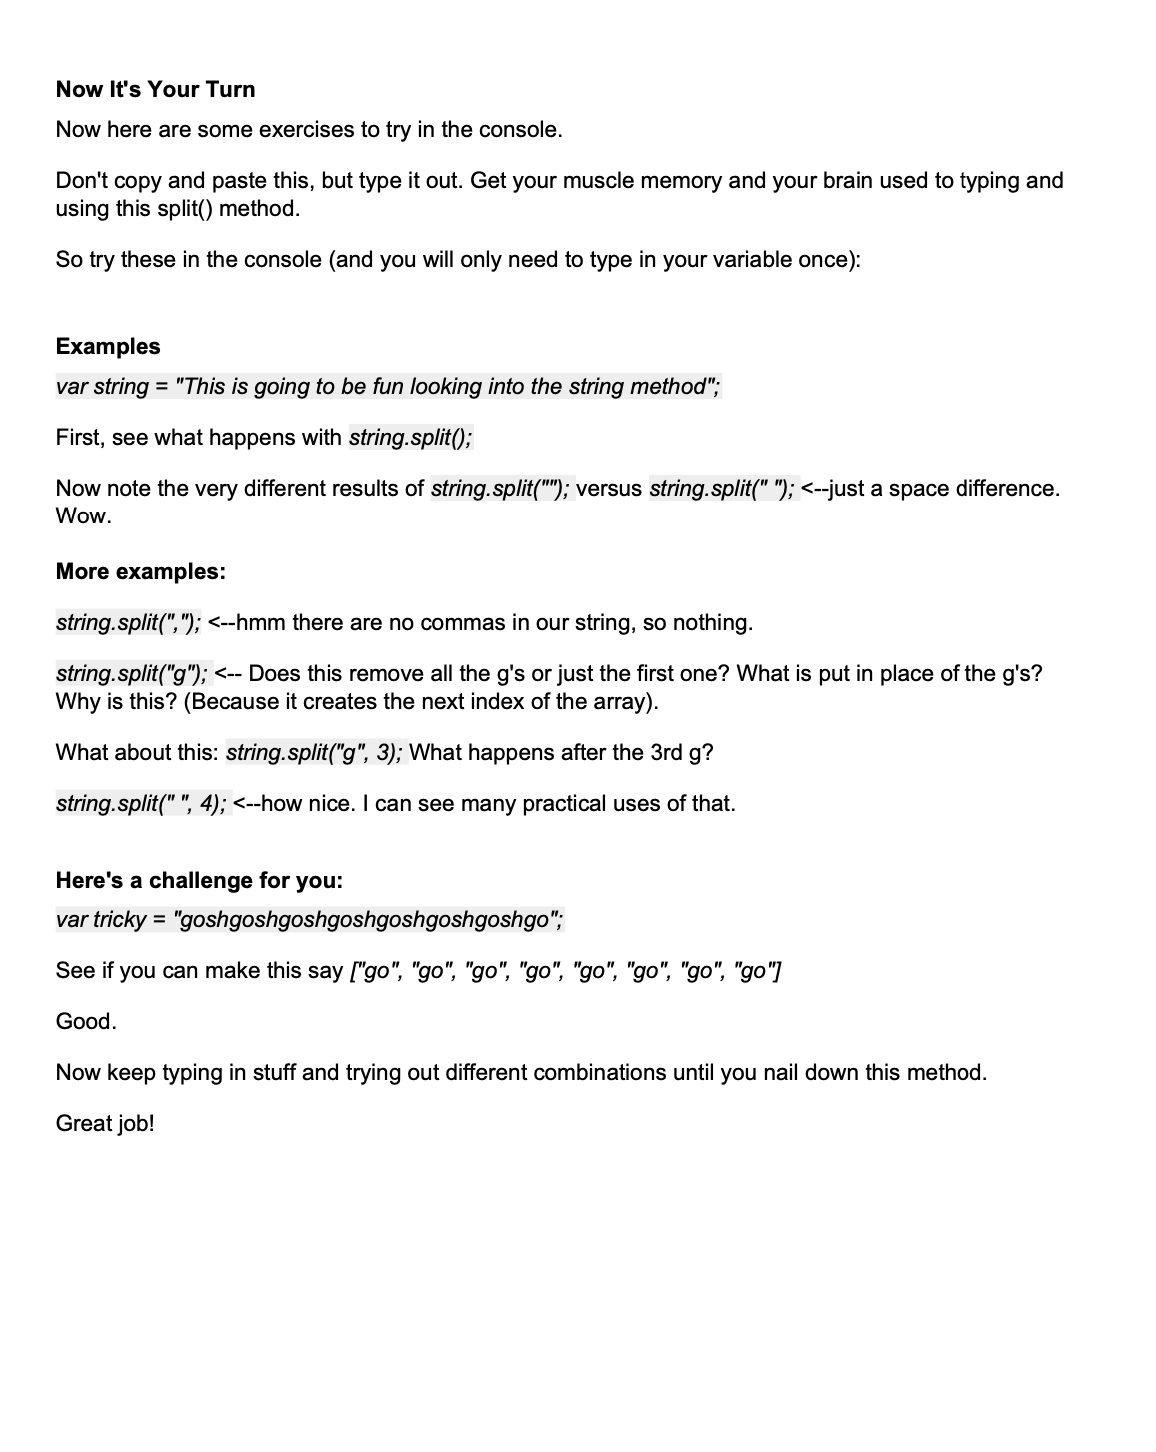 Now It's Your Turn
Now here are some exercises to try in the console.
Don't copy and paste this, but type it out. Get your muscle memory and your brain used to typing and
using this split() method.
So try these in the console (and you will only need to type in your variable once):
Examples
var string = "This is going to be fun looking into the string method";
First, see what happens with string.split();
Now note the very different results of string.split(""); versus string.split(" "); <--just a space difference.
Wow.
More examples:
string.split(","); <--hmm there are no commas in our string, so nothing.
string.split("g"); <-- Does this remove all the g's or just the first one? What is put in place of the g's?
Why is this? (Because it creates the next index of the array).
What about this: string.split("g", 3); What happens after the 3rd g?
string.split(" ", 4); <--how nice. I can see many practical uses of that.
Here's a challenge for you:
var tricky = "goshgoshgoshgoshgoshgoshgoshgo";
See if you can make this say ["go", "go", "go", "go", "go", "go", "go", "go"]
Good.
Now keep typing in stuff and trying out different combinations until you nail down this method.
Great job!